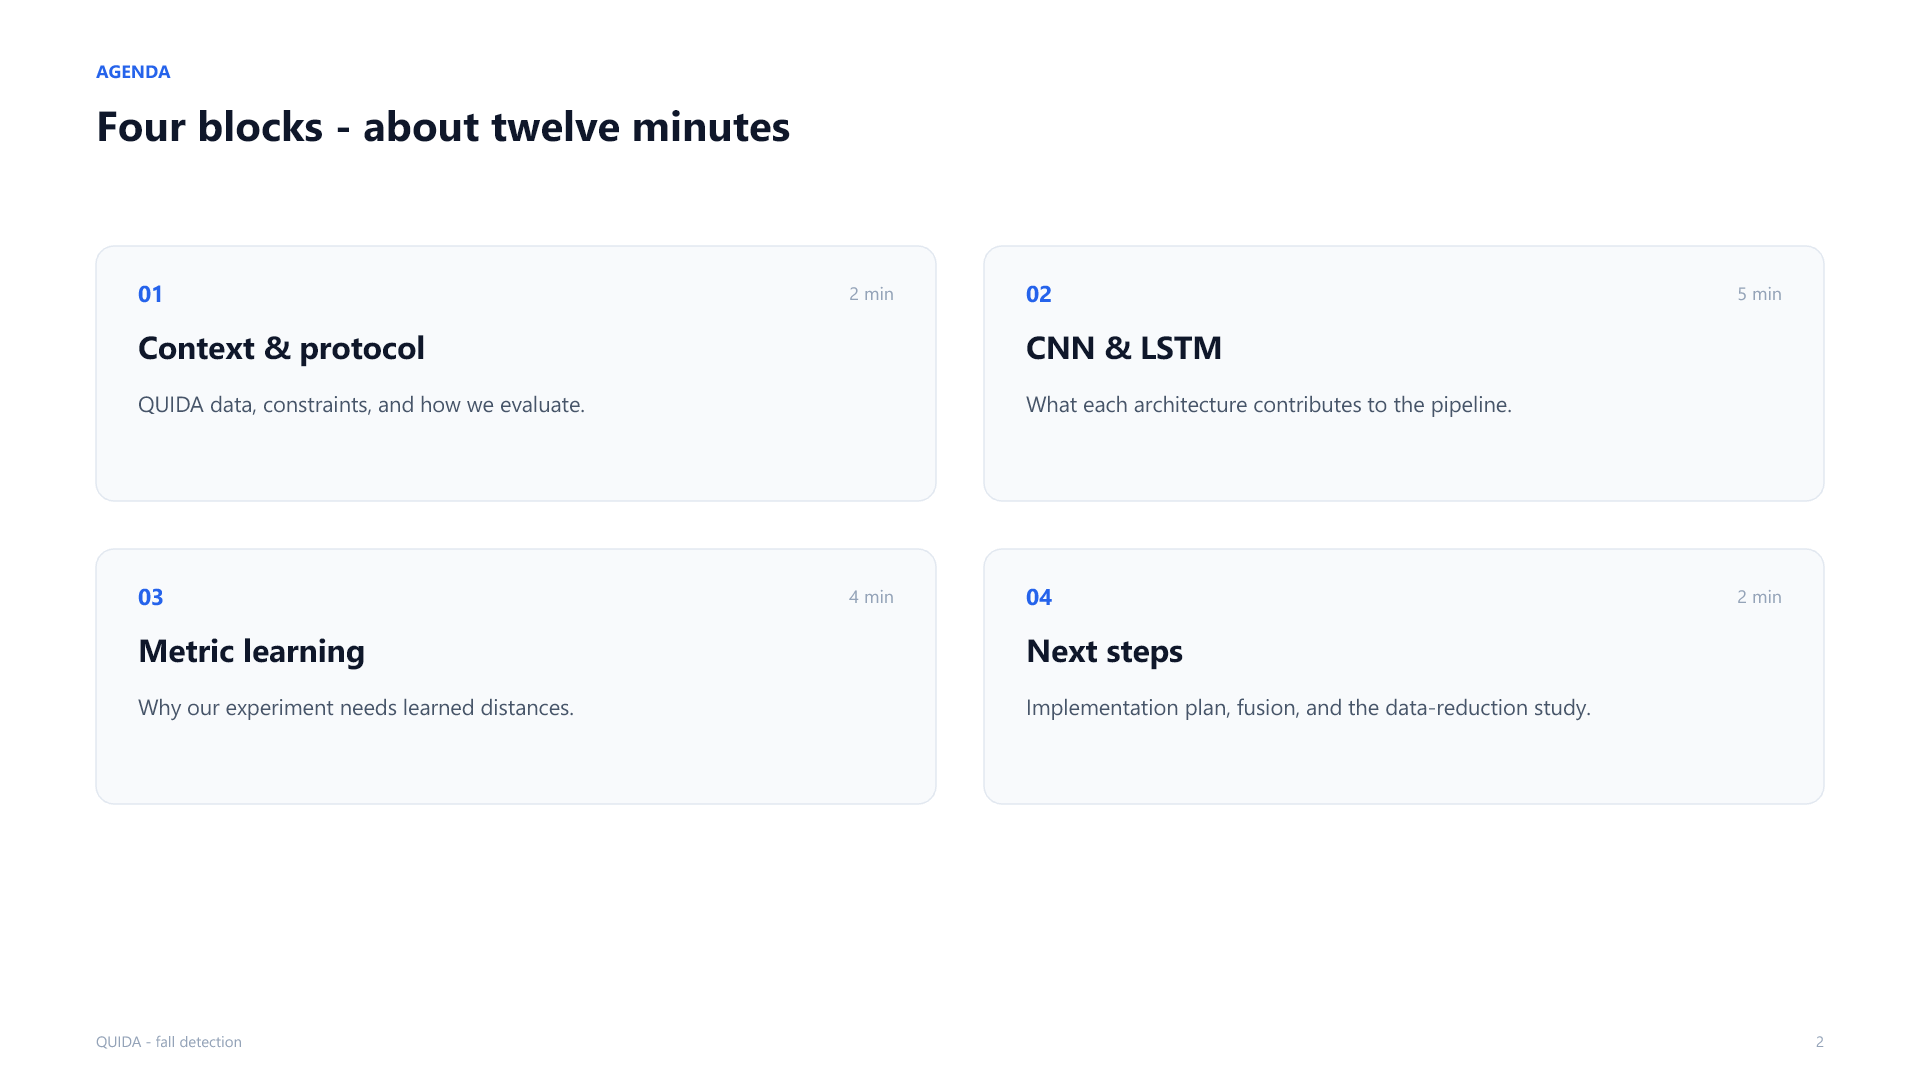 AGENDA
Four blocks - about twelve minutes
01
2 min
Context & protocol
QUIDA data, constraints, and how we evaluate.
02
5 min
CNN & LSTM
What each architecture contributes to the pipeline.
03
4 min
Metric learning
Why our experiment needs learned distances.
04
2 min
Next steps
Implementation plan, fusion, and the data-reduction study.
QUIDA - fall detection
2